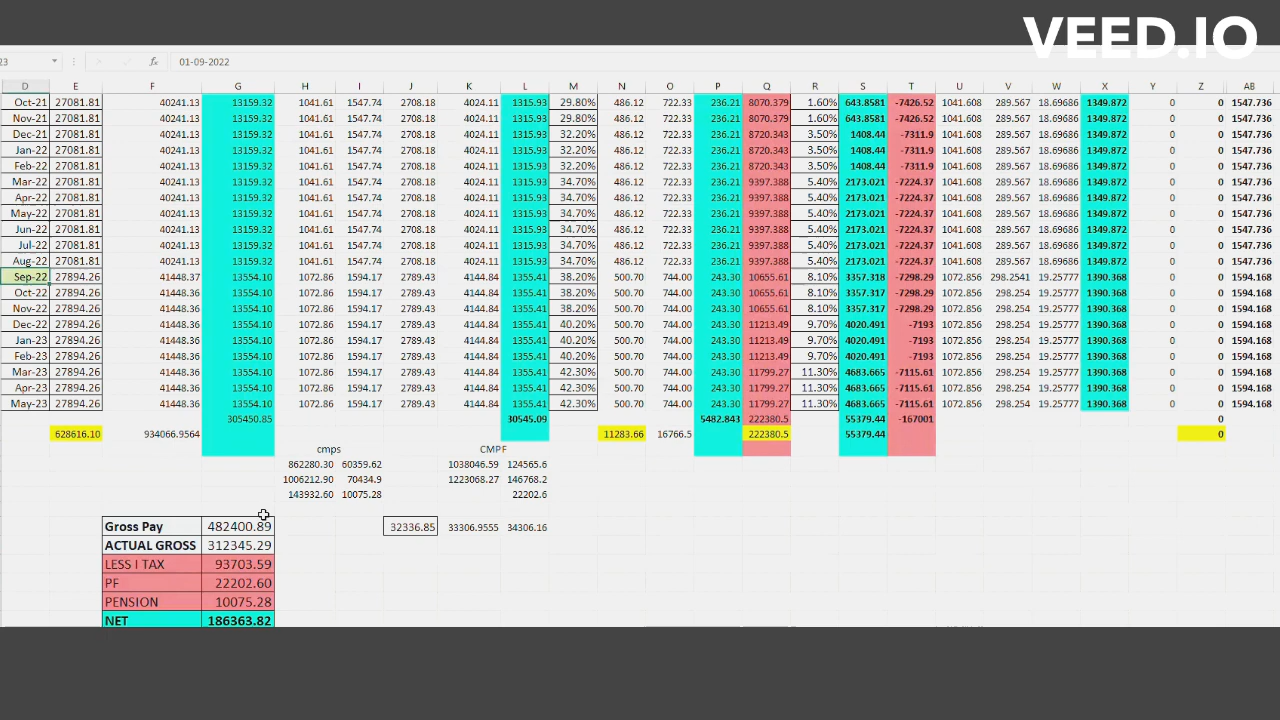 VEED.IO
23 fx 01-09-2022
D E F G H I J K L M N O P Q R S T U V W X Y Z AB
Oct-21 27081.81 40241.13 13159.32 1041.61 1547.74 2708.18 4024.11 1315.93 29.80% 486.12 722.33 236.21 8070.379 1.60% 643.8581 -7426.52 1041.608 289.567 18.69686 1349.872 0 0 1547.736
Nov-21 27081.81 40241.13 13159.32 1041.61 1547.74 2708.18 4024.11 1315.93 29.80% 486.12 722.33 236.21 8070.379 1.60% 643.8581 -7426.52 1041.608 289.567 18.69686 1349.872 0 0 1547.736
Dec-21 27081.81 40241.13 13159.32 1041.61 1547.74 2708.18 4024.11 1315.93 32.20% 486.12 722.33 236.21 8720.343 3.50% 1408.44 -7311.9 1041.608 289.567 18.69686 1349.872 0 0 1547.736
Jan-22 27081.81 40241.13 13159.32 1041.61 1547.74 2708.18 4024.11 1315.93 32.20% 486.12 722.33 236.21 8720.343 3.50% 1408.44 -7311.9 1041.608 289.567 18.69686 1349.872 0 0 1547.736
Feb-22 27081.81 40241.13 13159.32 1041.61 1547.74 2708.18 4024.11 1315.93 32.20% 486.12 722.33 236.21 8720.343 3.50% 1408.44 -7311.9 1041.608 289.567 18.69686 1349.872 0 0 1547.736
Mar-22 27081.81 40241.13 13159.32 1041.61 1547.74 2708.18 4024.11 1315.93 34.70% 486.12 722.33 236.21 9397.388 5.40% 2173.021 -7224.37 1041.608 289.567 18.69686 1349.872 0 0 1547.736
Apr-22 27081.81 40241.13 13159.32 1041.61 1547.74 2708.18 4024.11 1315.93 34.70% 486.12 722.33 236.21 9397.388 5.40% 2173.021 -7224.37 1041.608 289.567 18.69686 1349.872 0 0 1547.736
May-22 27081.81 40241.13 13159.32 1041.61 1547.74 2708.18 4024.11 1315.93 34.70% 486.12 722.33 236.21 9397.388 5.40% 2173.021 -7224.37 1041.608 289.567 18.69686 1349.872 0 0 1547.736
Jun-22 27081.81 40241.13 13159.32 1041.61 1547.74 2708.18 4024.11 1315.93 34.70% 486.12 722.33 236.21 9397.388 5.40% 2173.021 -7224.37 1041.608 289.567 18.69686 1349.872 0 0 1547.736
Jul-22 27081.81 40241.13 13159.32 1041.61 1547.74 2708.18 4024.11 1315.93 34.70% 486.12 722.33 236.21 9397.388 5.40% 2173.021 -7224.37 1041.608 289.567 18.69686 1349.872 0 0 1547.736
Aug-22 27081.81 40241.13 13159.32 1041.61 1547.74 2708.18 4024.11 1315.93 34.70% 486.12 722.33 236.21 9397.388 5.40% 2173.021 -7224.37 1041.608 289.567 18.69686 1349.872 0 0 1547.736
Sep-22 27894.26 41448.37 13554.10 1072.86 1594.17 2789.43 4144.84 1355.41 38.20% 500.70 744.00 243.30 10655.61 8.10% 3357.318 -7298.29 1072.856 298.2541 19.25777 1390.368 0 0 1594.168
Oct-22 27894.26 41448.36 13554.10 1072.86 1594.17 2789.43 4144.84 1355.41 38.20% 500.70 744.00 243.30 10655.61 8.10% 3357.317 -7298.29 1072.856 298.254 19.25777 1390.368 0 0 1594.168
Nov-22 27894.26 41448.36 13554.10 1072.86 1594.17 2789.43 4144.84 1355.41 38.20% 500.70 744.00 243.30 10655.61 8.10% 3357.317 -7298.29 1072.856 298.254 19.25777 1390.368 0 0 1594.168
Dec-22 27894.26 41448.36 13554.10 1072.86 1594.17 2789.43 4144.84 1355.41 40.20% 500.70 744.00 243.30 11213.49 9.70% 4020.491 -7193 1072.856 298.254 19.25777 1390.368 0 0 1594.168
Jan-23 27894.26 41448.36 13554.10 1072.86 1594.17 2789.43 4144.84 1355.41 40.20% 500.70 744.00 243.30 11213.49 9.70% 4020.491 -7193 1072.856 298.254 19.25777 1390.368 0 0 1594.168
Feb-23 27894.26 41448.36 13554.10 1072.86 1594.17 2789.43 4144.84 1355.41 40.20% 500.70 744.00 243.30 11213.49 9.70% 4020.491 -7193 1072.856 298.254 19.25777 1390.368 0 0 1594.168
Mar-23 27894.26 41448.36 13554.10 1072.86 1594.17 2789.43 4144.84 1355.41 42.30% 500.70 744.00 243.30 11799.27 11.30% 4683.665 -7115.61 1072.856 298.254 19.25777 1390.368 0 0 1594.168
Apr-23 27894.26 41448.36 13554.10 1072.86 1594.17 2789.43 4144.84 1355.41 42.30% 500.70 744.00 243.30 11799.27 11.30% 4683.665 -7115.61 1072.856 298.254 19.25777 1390.368 0 0 1594.168
May-23 27894.26 41448.36 13554.10 1072.86 1594.17 2789.43 4144.84 1355.41 42.30% 500.70 744.00 243.30 11799.27 11.30% 4683.665 -7115.61 1072.856 298.254 19.25777 1390.368 0 0 1594.168
305450.85 30545.09 5482.843 222380.5 55379.44 -167001 0
628616.10 934066.9564 11283.66 16766.5 222380.5 55379.44 0
cmps CMPF
862280.30 60359.62 1038046.59 124565.6
1006212.90 70434.9 1223068.27 146768.2
143932.60 10075.28 22202.6
Gross Pay 482400.89 32336.85 33306.9555 34306.16
ACTUAL GROSS 312345.29
LESS I TAX 93703.59
PF 22202.60
PENSION 10075.28
NET 186363.82